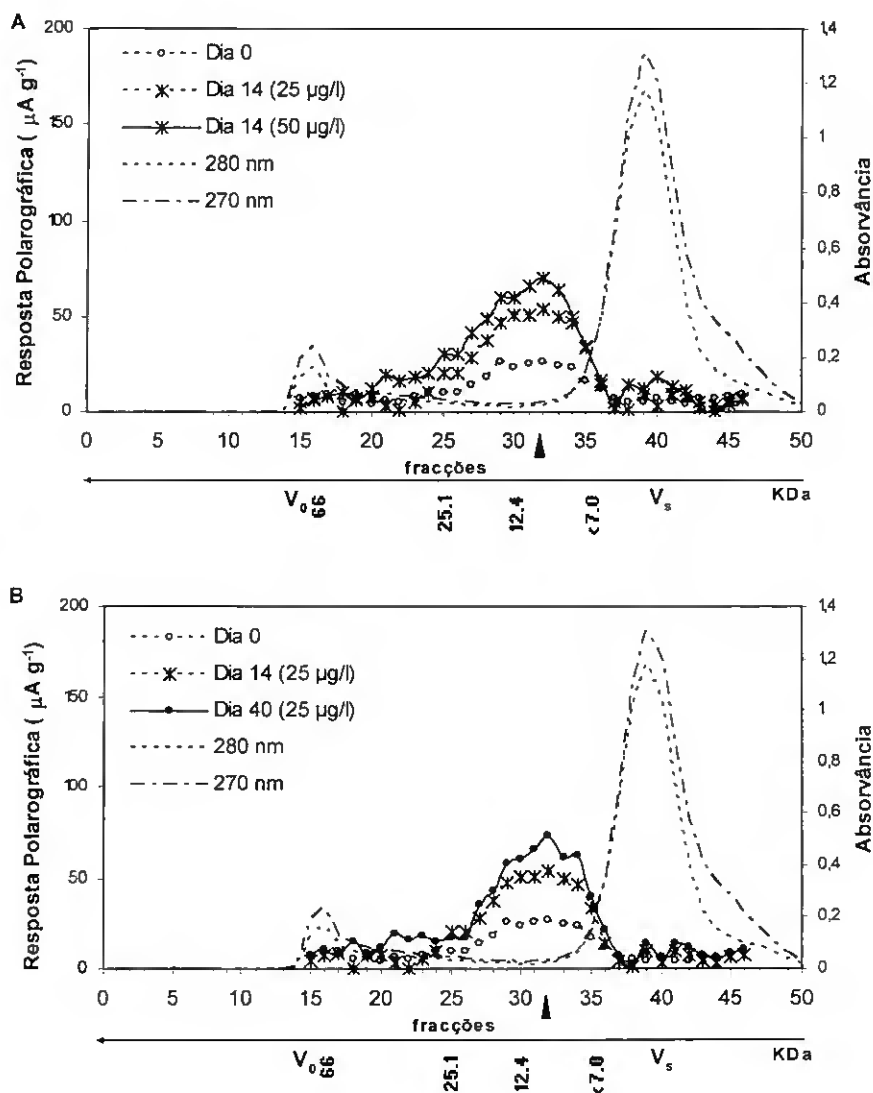 A
Resposta Polarográfica ( µA g-1)
200
150
100
50
0
Dia 0
Dia 14 (25 µg/l)
Dia 14 (50 µg/l)
280 nm
270 nm
1,4
1,2
1
0,8
0,6
0,4
0,2
0
Absorvância
0 5 10 15 20 25 30 35 40 45 50
fracções
V0 66 25.1 12.4 <7.0 Vs KDa
B
Resposta Polarográfica ( µA g-1)
200
150
100
50
0
Dia 0
Dia 14 (25 µg/l)
Dia 40 (25 µg/l)
280 nm
270 nm
1,4
1,2
1
0,8
0,6
0,4
0,2
0
Absorvância
0 5 10 15 20 25 30 35 40 45 50
fracções
V0 66 25.1 12.4 <7.0 Vs KDa